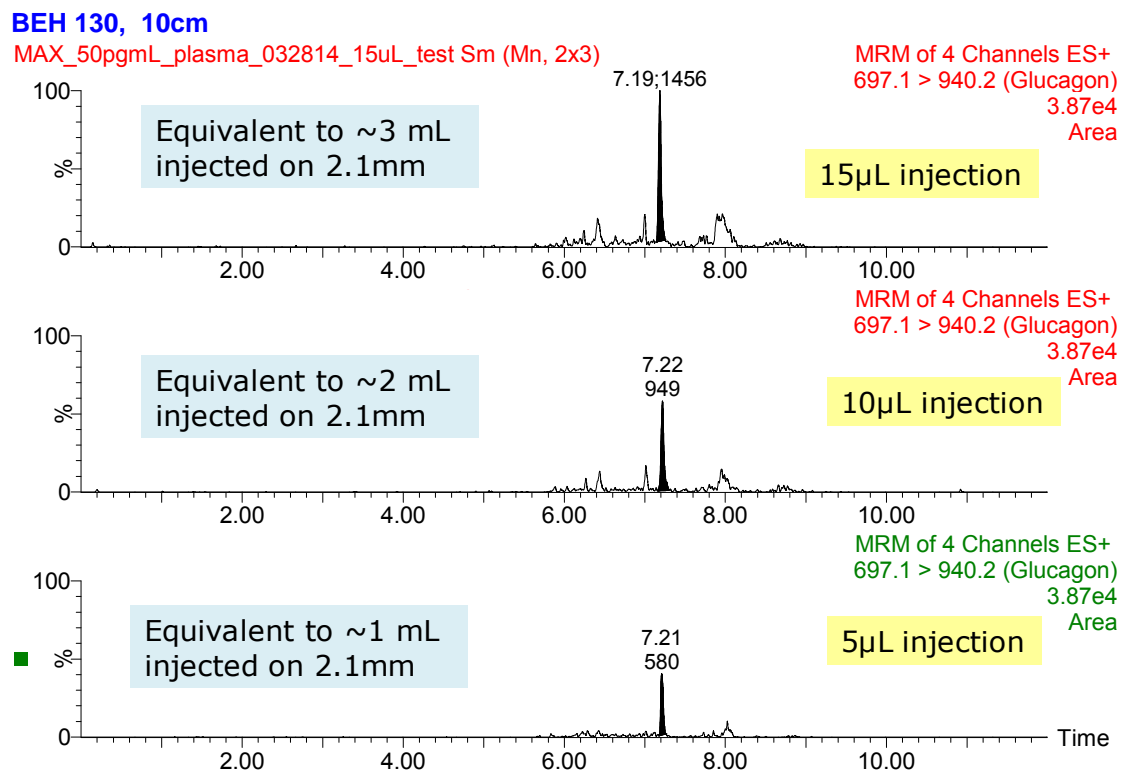 BEH 130, 10cm
MAX_50pgmL_plasma_032814_15uL_test Sm (Mn, 2x3)
MRM of 4 Channels ES+
697.1 > 940.2 (Glucagon)
3.87e4
Area
7.19;1456
100
%
0
Equivalent to ~3 mL
injected on 2.1mm
15µL injection
2.00 4.00 6.00 8.00 10.00
MRM of 4 Channels ES+
697.1 > 940.2 (Glucagon)
3.87e4
Area
100
%
0
Equivalent to ~2 mL
injected on 2.1mm
7.22
949
10µL injection
2.00 4.00 6.00 8.00 10.00
MRM of 4 Channels ES+
697.1 > 940.2 (Glucagon)
3.87e4
Area
100
%
0
Equivalent to ~1 mL
injected on 2.1mm
7.21
580
5µL injection
Time
2.00 4.00 6.00 8.00 10.00